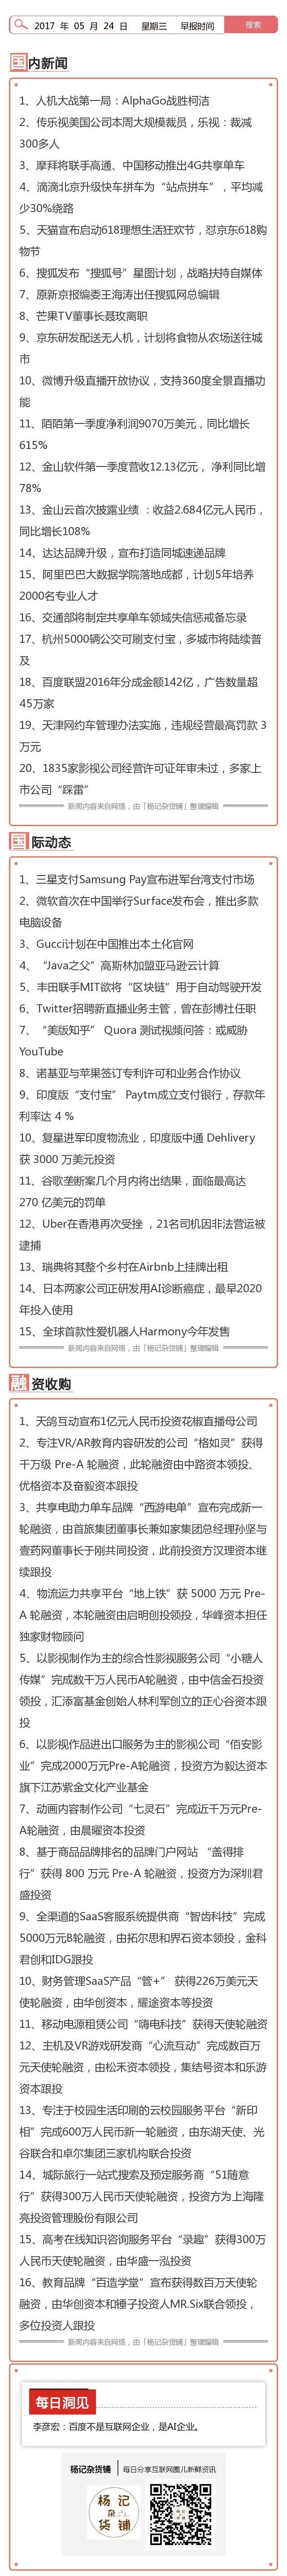 2017 年 05 月 24 日 星期三 早报时间 搜索
国内新闻
1、人机大战第一局：AlphaGo战胜柯洁
2、传乐视美国公司本周大规模裁员，乐视：裁减
300多人
3、摩拜将联手高通、中国移动推出4G共享单车
4、滴滴北京升级快车拼车为“站点拼车”，平均减
少30%绕路
5、天猫宣布启动618理想生活狂欢节，怼京东618购
物节
6、搜狐发布“搜狐号”星图计划，战略扶持自媒体
7、原新京报编委王海涛出任搜狐网总编辑
8、芒果TV董事长聂玫离职
9、京东研发配送无人机，计划将食物从农场送往城
市
10、微博升级直播开放协议，支持360度全景直播功
能
11、陌陌第一季度净利润9070万美元，同比增长
615%
12、金山软件第一季度营收12.13亿元， 净利同比增
78%
13、金山云首次披露业绩 ：收益2.684亿元人民币，
同比增长108%
14、达达品牌升级，宣布打造同城速递品牌
15、阿里巴巴大数据学院落地成都，计划5年培养
2000名专业人才
16、交通部将制定共享单车领域失信惩戒备忘录
17、杭州5000辆公交可刷支付宝，多城市将陆续普
及
18、百度联盟2016年分成金额142亿，广告数量超
45万家
19、天津网约车管理办法实施，违规经营最高罚款 3
万元
20、1835家影视公司经营许可证年审未过，多家上
市公司“踩雷”
新闻内容来自网络，由「杨记杂货铺」整理编辑
国际动态
1、三星支付Samsung Pay宣布进军台湾支付市场
2、微软首次在中国举行Surface发布会，推出多款
电脑设备
3、Gucci计划在中国推出本土化官网
4、“Java之父”高斯林加盟亚马逊云计算
5、丰田联手MIT欲将“区块链”用于自动驾驶开发
6、Twitter招聘新直播业务主管，曾在彭博社任职
7、“美版知乎” Quora 测试视频问答：或威胁
YouTube
8、诺基亚与苹果签订专利许可和业务合作协议
9、印度版“支付宝” Paytm成立支付银行，存款年
利率达 4 %
10、复星进军印度物流业，印度版中通 Dehlivery
获 3000 万美元投资
11、谷歌垄断案几个月内将出结果，面临最高达
270 亿美元的罚单
12、Uber在香港再次受挫 ，21名司机因非法营运被
逮捕
13、瑞典将其整个乡村在Airbnb上挂牌出租
14、日本两家公司正研发用AI诊断癌症，最早2020
年投入使用
15、全球首款性爱机器人Harmony今年发售
新闻内容来自网络，由「杨记杂货铺」整理编辑
融资收购
1、天鸽互动宣布1亿元人民币投资花椒直播母公司
2、专注VR/AR教育内容研发的公司“格如灵”获得
千万级 Pre-A 轮融资，此轮融资由中路资本领投、
优格资本及奋毅资本跟投
3、共享电助力单车品牌“西游电单”宣布完成新一
轮融资，由首旅集团董事长兼如家集团总经理孙坚与
壹药网董事长于刚共同投资，此前投资方汉理资本继
续跟投
4、物流运力共享平台“地上铁”获 5000 万元 Pre-
A 轮融资，本轮融资由启明创投领投，华峰资本担任
独家财物顾问
5、以影视制作为主的综合性影视服务公司“小糖人
传媒”完成数千万人民币A轮融资，由中信金石投资
领投，汇添富基金创始人林利军创立的正心谷资本跟
投
6、以影视作品进出口服务为主的影视公司“佰安影
业”完成2000万元Pre-A轮融资，投资方为毅达资本
旗下江苏紫金文化产业基金
7、动画内容制作公司“七灵石”完成近千万元Pre-
A轮融资，由晨曜资本投资
8、基于商品品牌排名的品牌门户网站 “盖得排
行”获得 800 万元 Pre-A 轮融资，投资方为深圳君
盛投资
9、全渠道的SaaS客服系统提供商“智齿科技”完成
5000万元B轮融资，由拓尔思和界石资本领投，金科
君创和IDG跟投
10、财务管理SaaS产品“管+” 获得226万美元天
使轮融资，由华创资本，耀途资本等投资
11、移动电源租赁公司“嗨电科技”获得天使轮融资
12、主机及VR游戏研发商“心流互动”完成数百万
元天使轮融资，由松禾资本领投，集结号资本和乐游
资本跟投
13、专注于校园生活印刷的云校园服务平台“新印
相”完成600万人民币新一轮融资，由东湖天使、光
谷联合和卓尔集团三家机构联合投资
14、城际旅行一站式搜索及预定服务商“51随意
行”获得300万人民币天使轮融资，投资方为上海隆
亮投资管理股份有限公司
15、高考在线知识咨询服务平台“录趣”获得300万
人民币天使轮融资，由华盛一泓投资
16、教育品牌“百造学堂”宣布获得数百万天使轮
融资，由华创资本和锤子投资人MR.Six联合领投，
多位投资人跟投
新闻内容来自网络，由「杨记杂货铺」整理编辑
每日洞见
李彦宏：百度不是互联网企业，是AI企业。
杨记杂货铺 每日分享互联网圈儿新鲜资讯
杨记
杂
货铺